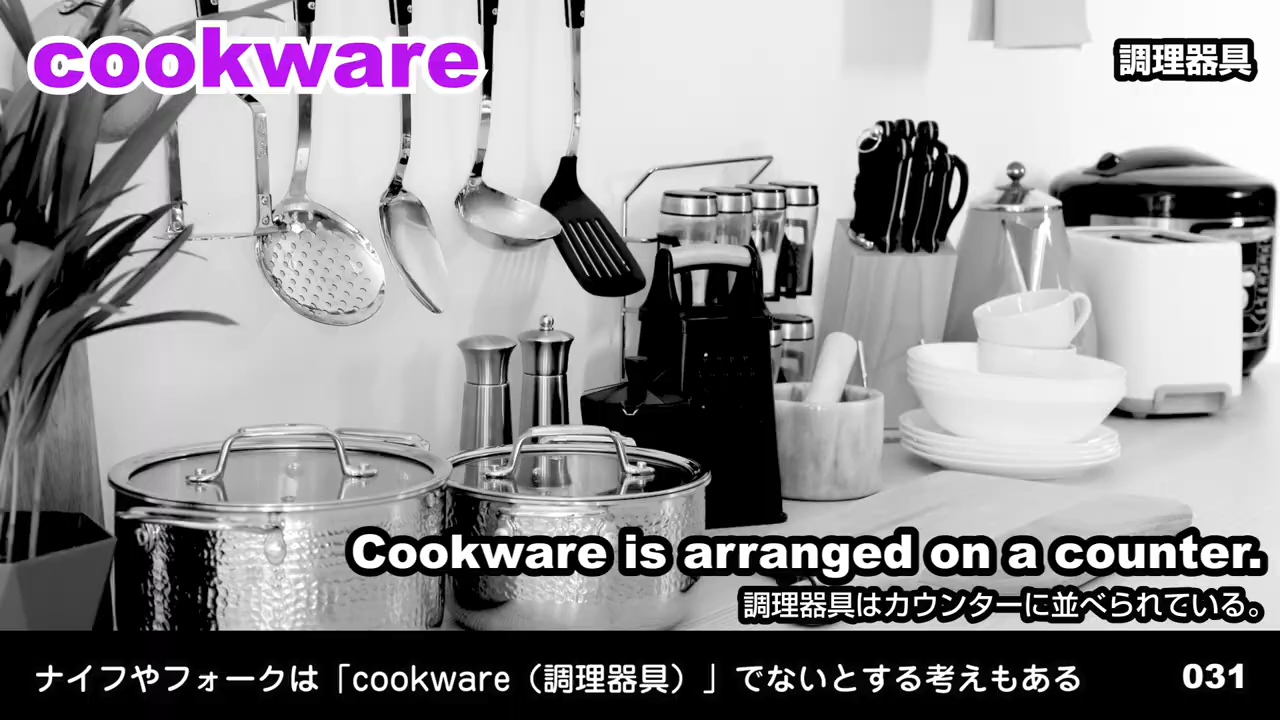 cookware
調理器具
Cookware is arranged on a counter.
調理器具はカウンターに並べられている。
ナイフやフォークは「cookware（調理器具）」でないとする考えもある
031